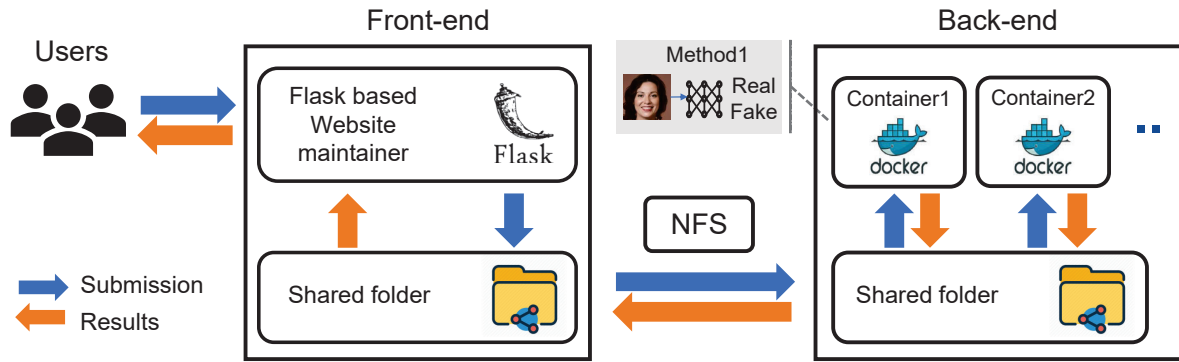 Front-end
Back-end
Users
Method1
Real
Fake
Flask based
Website
maintainer
Flask
Container1
docker
Container2
docker
NFS
Submission
Results
Shared folder
Shared folder